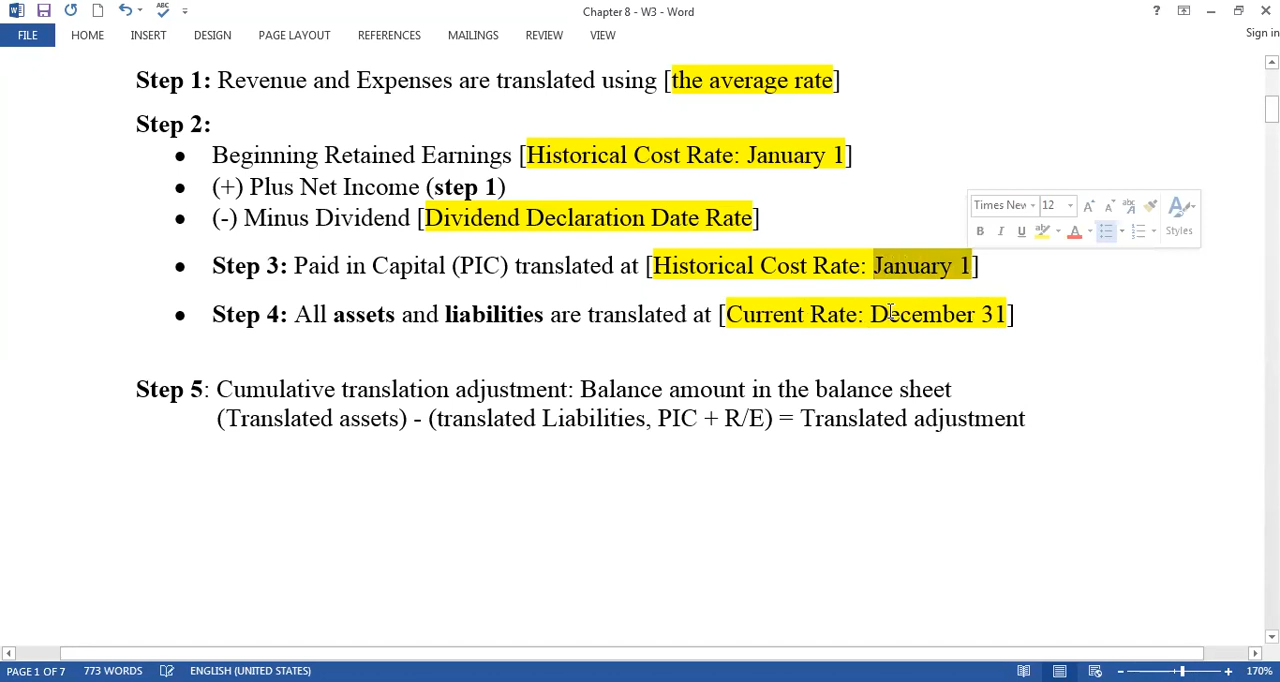 Chapter 8 - W3 - Word
Sign in
FILE HOME INSERT DESIGN PAGE LAYOUT REFERENCES MAILINGS REVIEW VIEW
Step 1: Revenue and Expenses are translated using [the average rate]
Step 2:
• Beginning Retained Earnings [Historical Cost Rate: January 1]
• (+) Plus Net Income (step 1)
• (-) Minus Dividend [Dividend Declaration Date Rate]
Times New 12
Styles
• Step 3: Paid in Capital (PIC) translated at [Historical Cost Rate: January 1]
• Step 4: All assets and liabilities are translated at [Current Rate: December 31]
Step 5: Cumulative translation adjustment: Balance amount in the balance sheet
(Translated assets) - (translated Liabilities, PIC + R/E) = Translated adjustment
PAGE 1 OF 7 773 WORDS ENGLISH (UNITED STATES) 170%